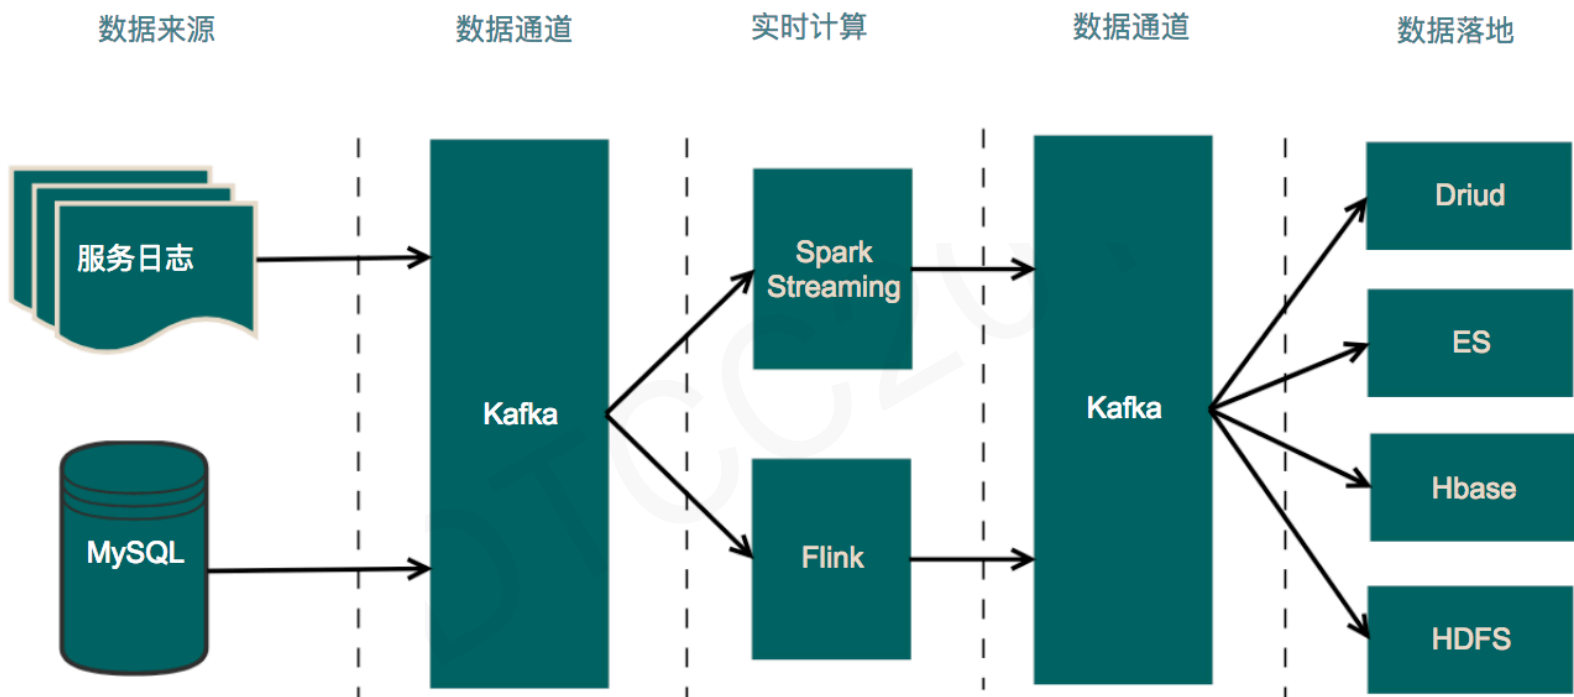 数据来源
数据通道
实时计算
数据通道
数据落地
服务日志
MySQL
Kafka
Spark
Streaming
Flink
Kafka
Driud
ES
Hbase
HDFS